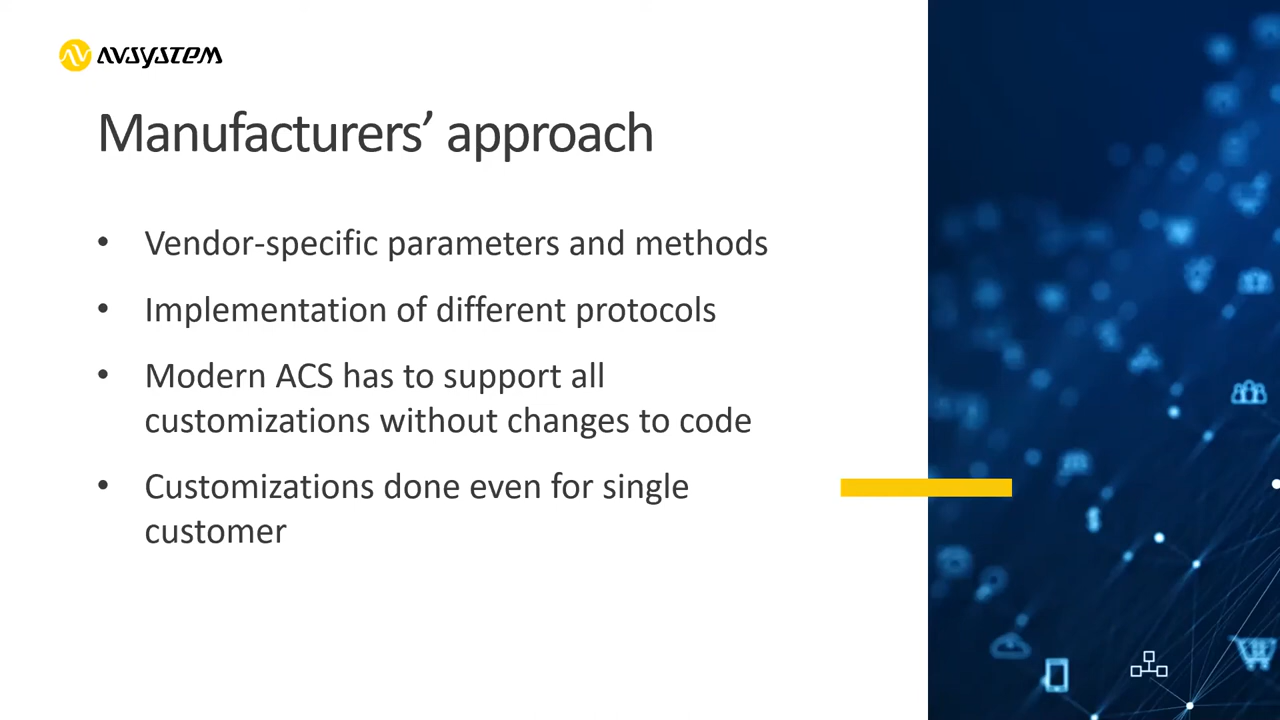 AVSYSTEM
Manufacturers’ approach
• Vendor-specific parameters and methods
• Implementation of different protocols
• Modern ACS has to support all
customizations without changes to code
• Customizations done even for single
customer